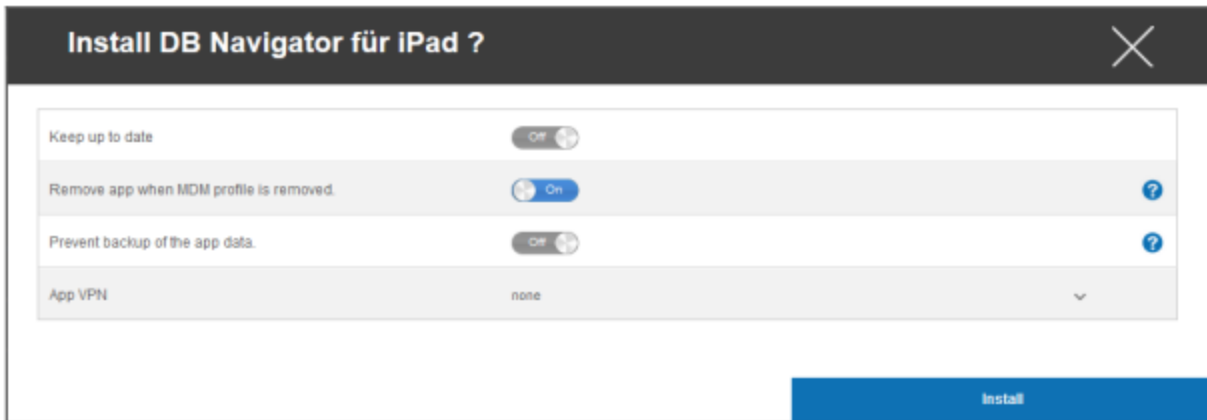 Install DB Navigator für iPad ?
Keep up to date
Off
Remove app when MDM profile is removed.
On
?
Prevent backup of the app data.
Off
?
App VPN
none
Install